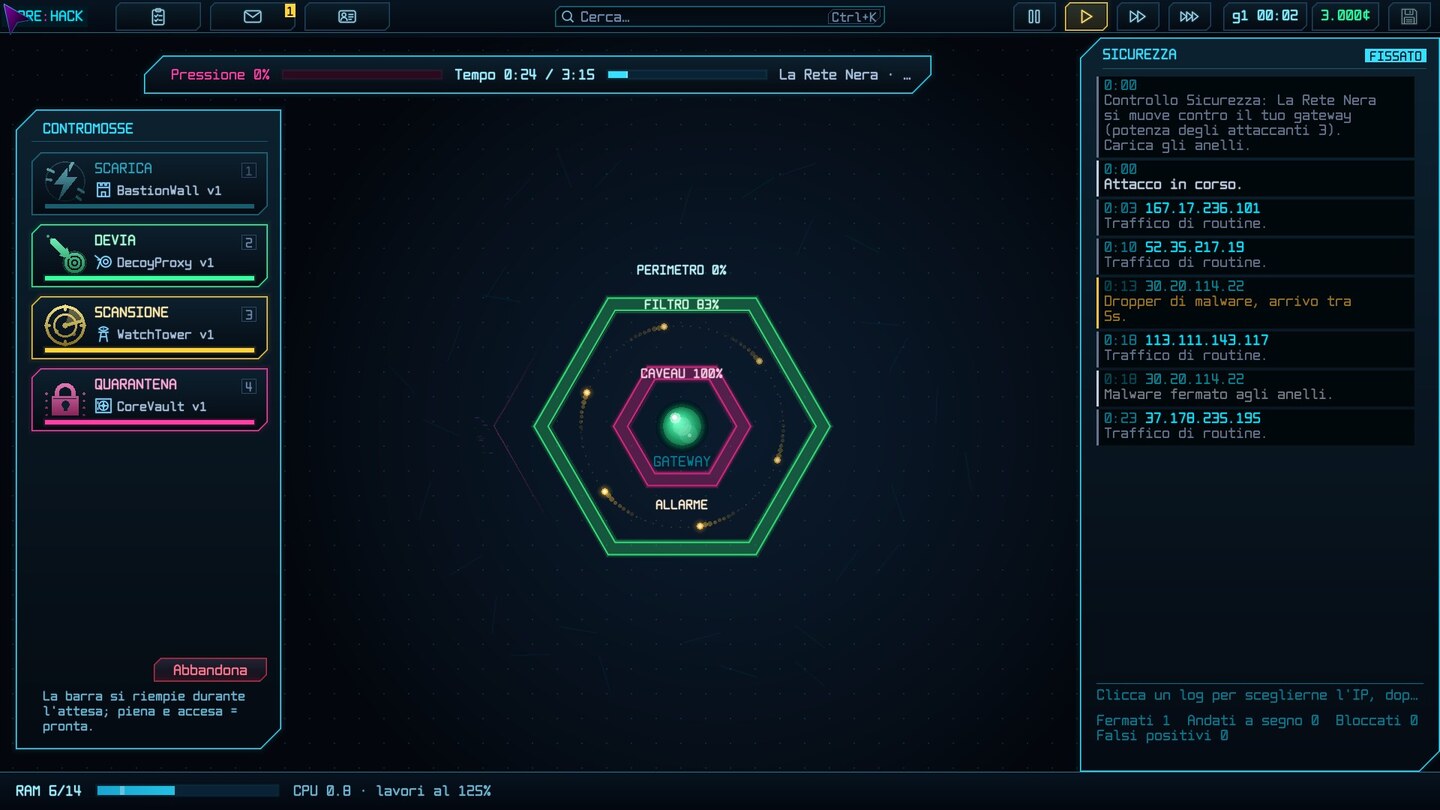 RE:HACK
1
Cerca…
Ctrl+K
g1 00:02
3.000¢
Pressione 0%
Tempo 0:24 / 3:15
La Rete Nera · …
CONTROMOSSE
SCARICA
1
BastionWall v1
DEVIA
2
DecoyProxy v1
SCANSIONE
3
WatchTower v1
QUARANTENA
4
CoreVault v1
Abbandona
La barra si riempie durante
l'attesa; piena e accesa =
pronta.
PERIMETRO 0%
FILTRO 83%
CAVEAU 100%
GATEWAY
ALLARME
SICUREZZA
FISSATO
0:00
Controllo Sicurezza: La Rete Nera
si muove contro il tuo gateway
(potenza degli attaccanti 3).
Carica gli anelli.
0:00
Attacco in corso.
0:03 167.17.236.101
Traffico di routine.
0:10 52.35.217.19
Traffico di routine.
0:13 30.20.114.22
Dropper di malware, arrivo tra
5s.
0:18 113.111.143.117
Traffico di routine.
0:18 30.20.114.22
Malware fermato agli anelli.
0:23 37.178.235.195
Traffico di routine.
Clicca un log per sceglierne l'IP, dop…
Fermati 1 Andati a segno 0 Bloccati 0
Falsi positivi 0
RAM 6/14
CPU 0.8 · lavori al 125%